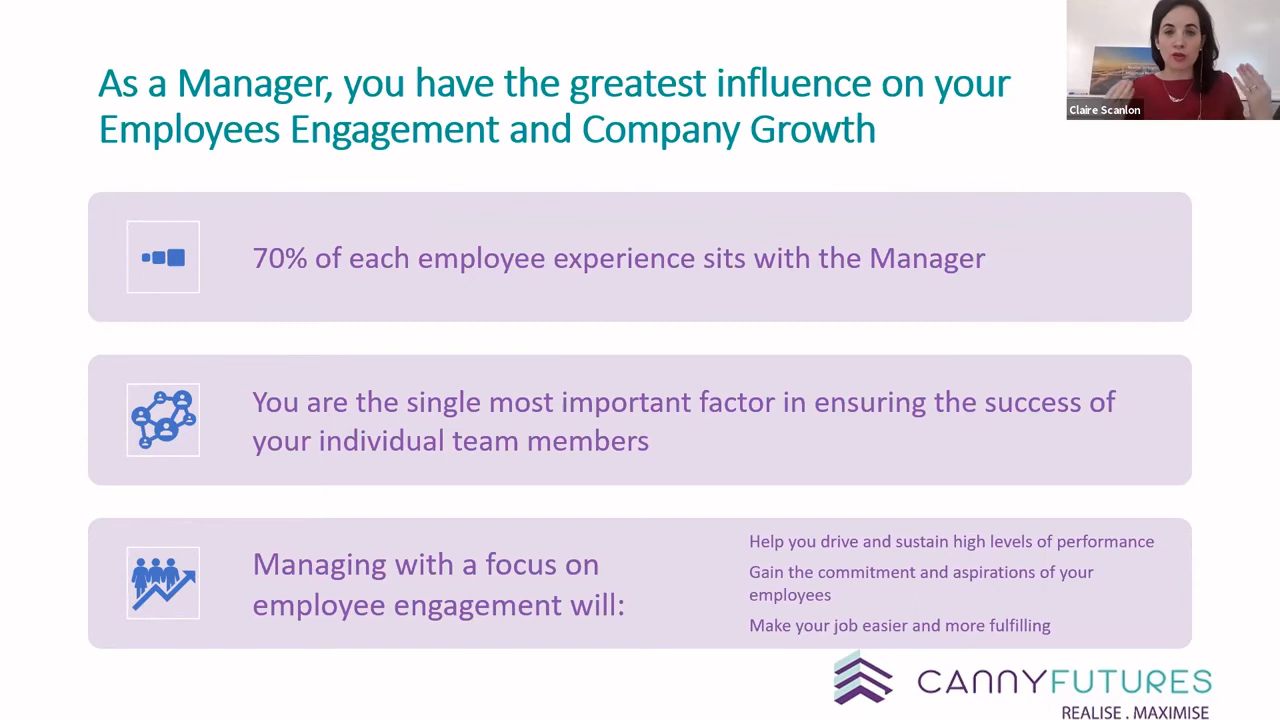 As a Manager, you have the greatest influence on your
Employees Engagement and Company Growth
Claire Scanlon
70% of each employee experience sits with the Manager
You are the single most important factor in ensuring the success of
your individual team members
Managing with a focus on
employee engagement will:
Help you drive and sustain high levels of performance
Gain the commitment and aspirations of your
employees
Make your job easier and more fulfilling
CANNYFUTURES
REALISE . MAXIMISE